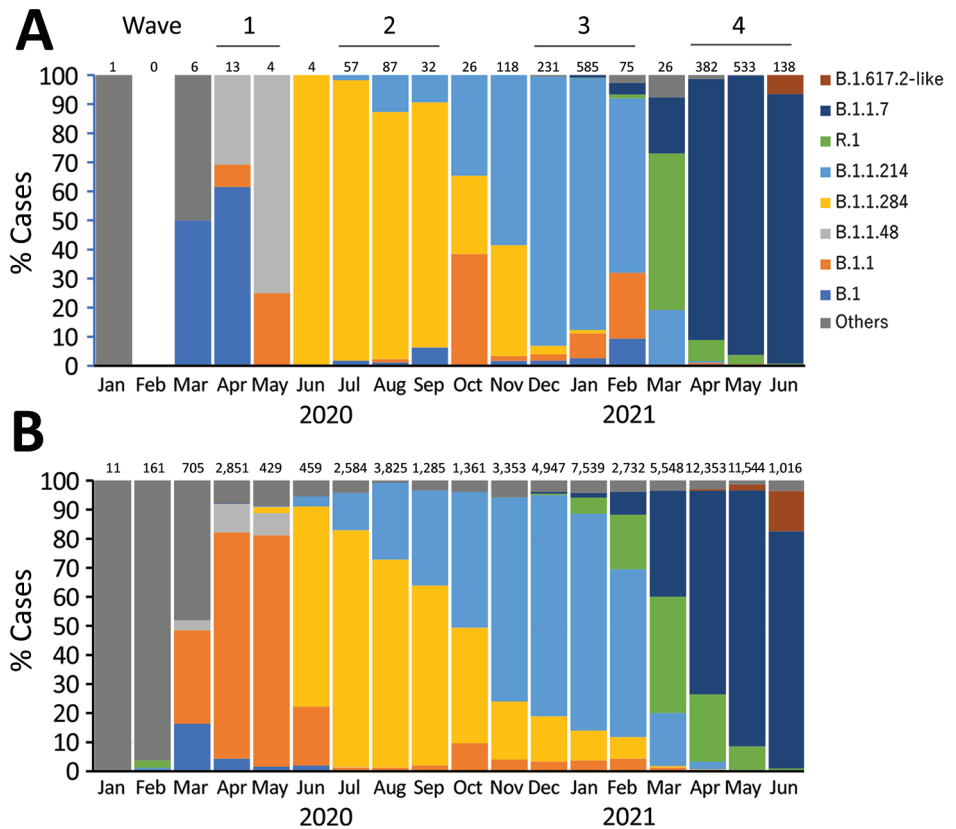 A
Wave 1 2 3 4
1 0 6 13 4 4 57 87 32 26 118 231 585 75 26 382 533 138
% Cases
100
90
80
70
60
50
40
30
20
10
0
Jan Feb Mar Apr May Jun Jul Aug Sep Oct Nov Dec Jan Feb Mar Apr May Jun
2020 2021
B.1.617.2-like
B.1.1.7
R.1
B.1.1.214
B.1.1.284
B.1.1.48
B.1.1
B.1
Others
B
11 161 705 2,851 429 459 2,584 3,825 1,285 1,361 3,353 4,947 7,539 2,732 5,548 12,353 11,544 1,016
% Cases
100
90
80
70
60
50
40
30
20
10
0
Jan Feb Mar Apr May Jun Jul Aug Sep Oct Nov Dec Jan Feb Mar Apr May Jun
2020 2021